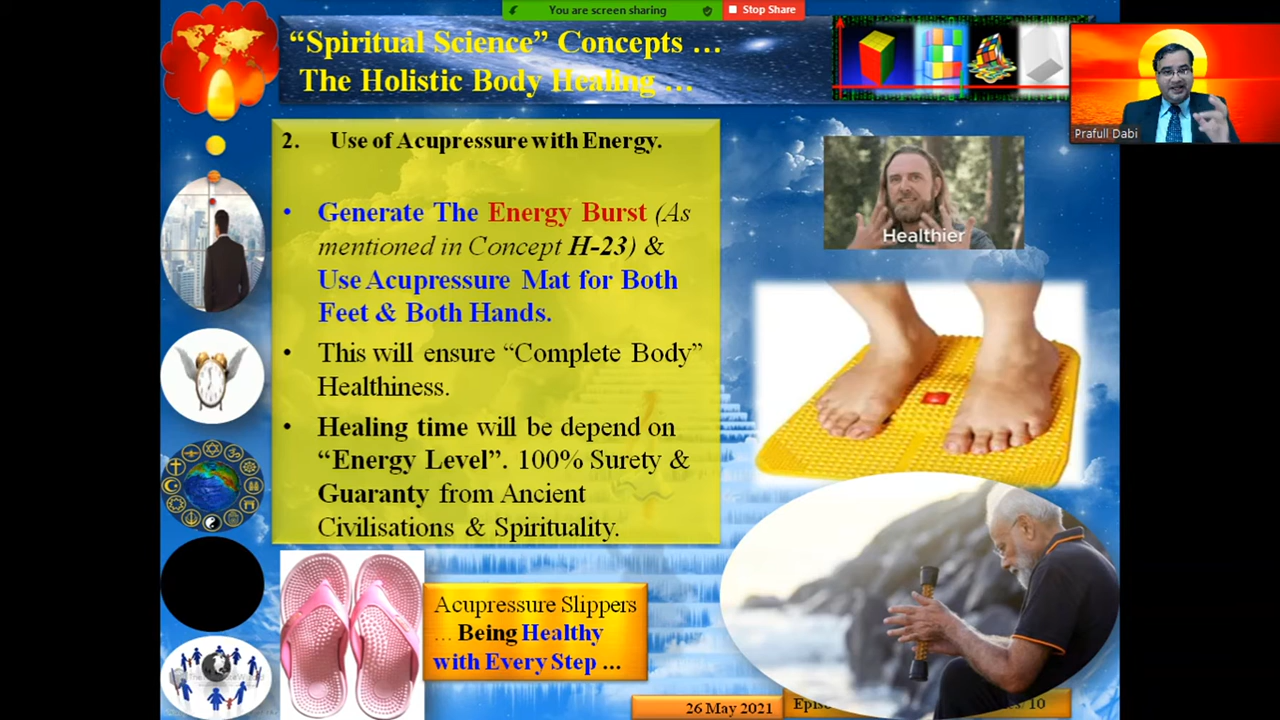 You are screen sharing
Stop Share
“Spiritual Science” Concepts …
The Holistic Body Healing …
Prafull Dabi
2. Use of Acupressure with Energy.
Healthier
• Generate The Energy Burst (As
mentioned in Concept H-23) &
Use Acupressure Mat for Both
Feet & Both Hands.
• This will ensure “Complete Body”
Healthiness.
• Healing time will be depend on
“Energy Level”. 100% Surety &
Guaranty from Ancient
Civilisations & Spirituality.
Acupressure Slippers
… Being Healthy
with Every Step …
26 May 2021